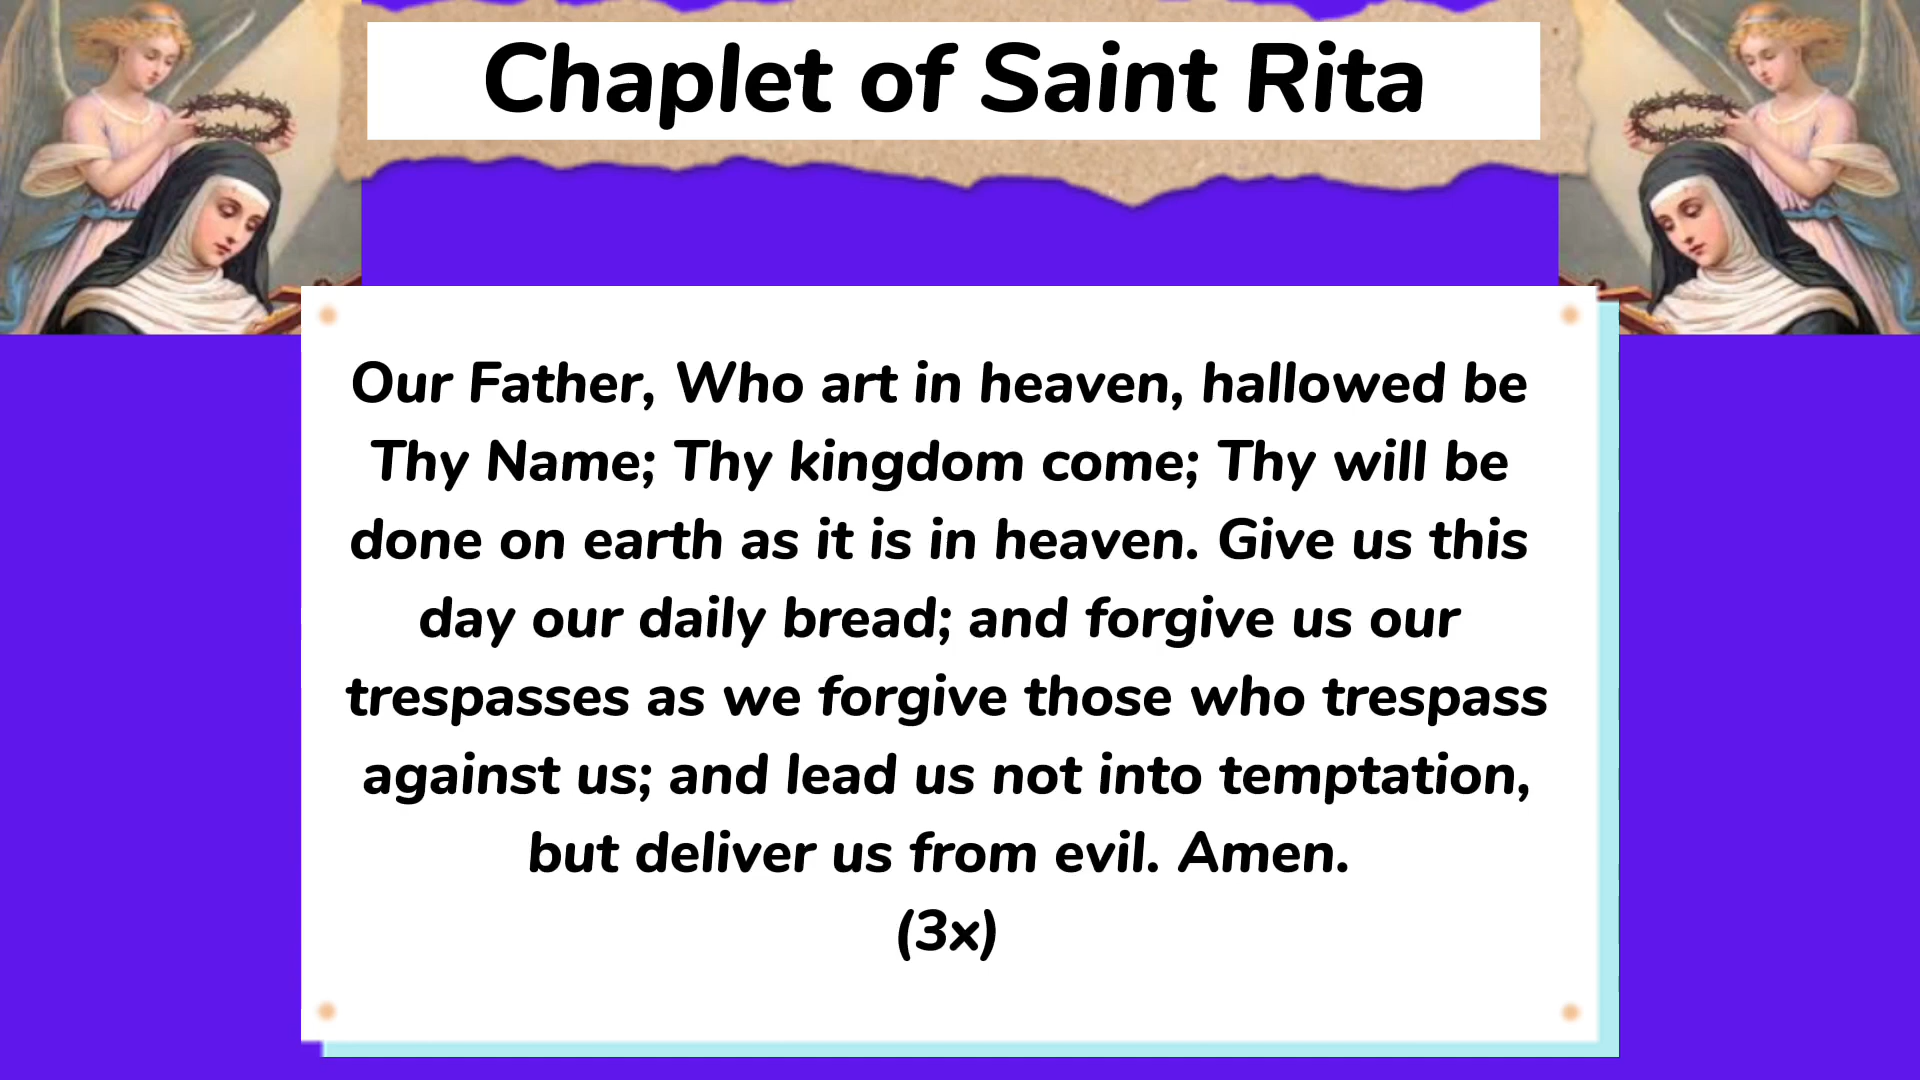 Chaplet of Saint Rita
Our Father, Who art in heaven, hallowed be
Thy Name; Thy kingdom come; Thy will be
done on earth as it is in heaven. Give us this
day our daily bread; and forgive us our
trespasses as we forgive those who trespass
against us; and lead us not into temptation,
but deliver us from evil. Amen.
(3x)